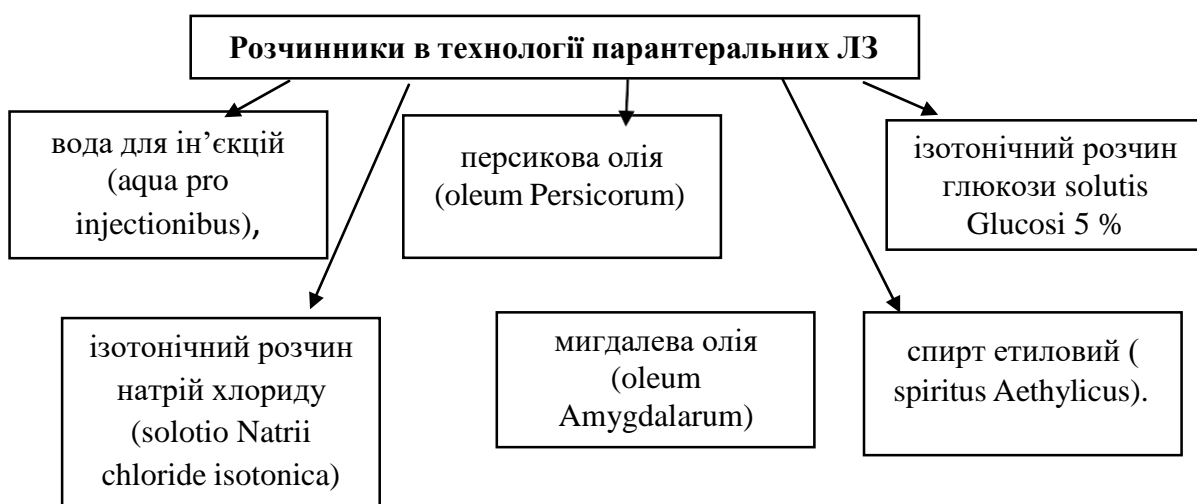 Розчинники в технології парантеральних ЛЗ
вода для ін’єкцій
(aqua pro
injectionibus),
персикова олія
(oleum Persicorum)
ізотонічний розчин
глюкози solutis
Glucosi 5 %
ізотонічний розчин
натрій хлориду
(solotio Natrii
chloride isotonica)
мигдалева олія
(oleum
Amygdalarum)
спирт етиловий (
spiritus Aethylicus).